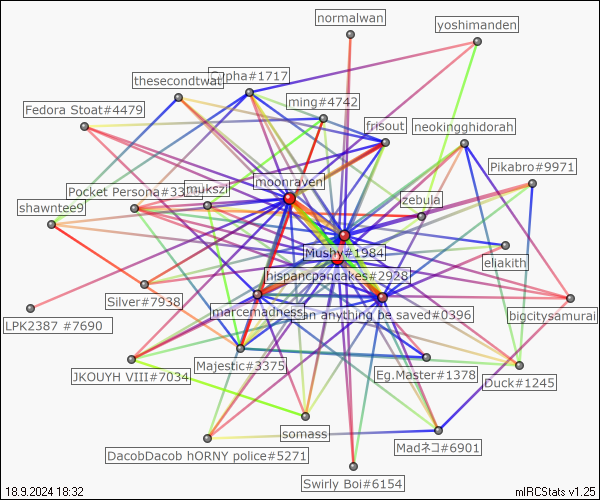 normalwan
yoshimanden
thesecondtwat
Orpha#1717
ming#4742
Fedora Stoat#4479
frisout
neokingghidorah
Pikabro#9971
moonraven
mukszi
Pocket Persona#33
zebula
shawntee9
Mushy#1984
eliakith
hispancpancakes#2928
Silver#7938
marcemadness
an anything be saved#0396
bigcitysamurai
LPK2387 #7690
Majestic#3375
JKOUYH VIII#7034
Eg.Master#1378
Duck#1245
somass
DacobDacob hORNY police#5271
Madネコ#6901
Swirly Boi#6154
18.9.2024 18:32
mIRCStats v1.25